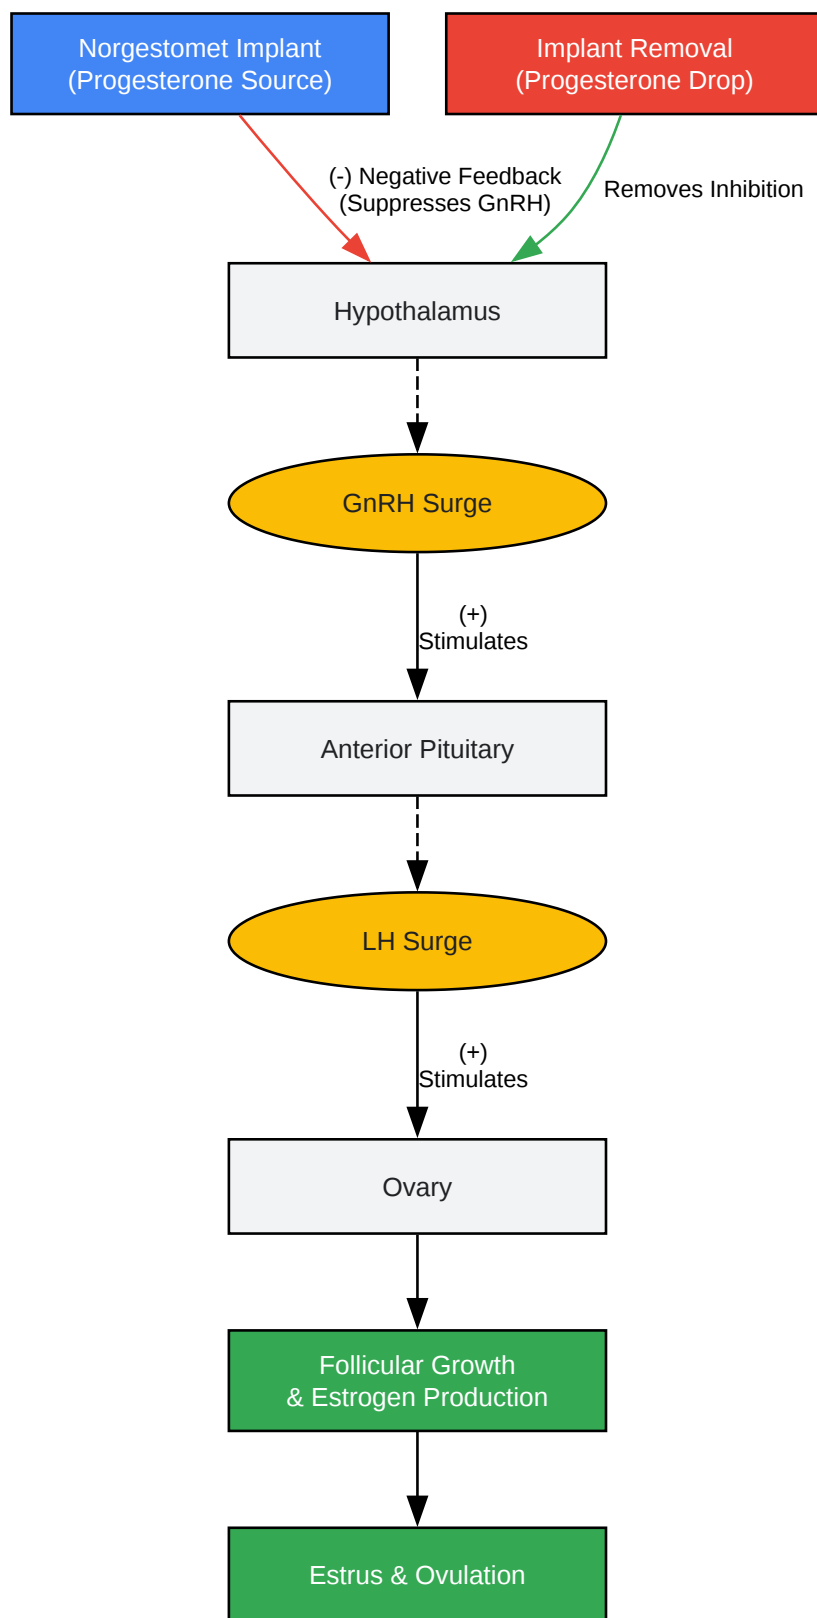 Norgestomet Implant
(Progesterone Source)
Implant Removal
(Progesterone Drop)
(-) Negative Feedback
(Suppresses GnRH)
Removes Inhibition
Hypothalamus
GnRH Surge
(+)
Stimulates
Anterior Pituitary
LH Surge
(+)
Stimulates
Ovary
Follicular Growth
& Estrogen Production
Estrus & Ovulation